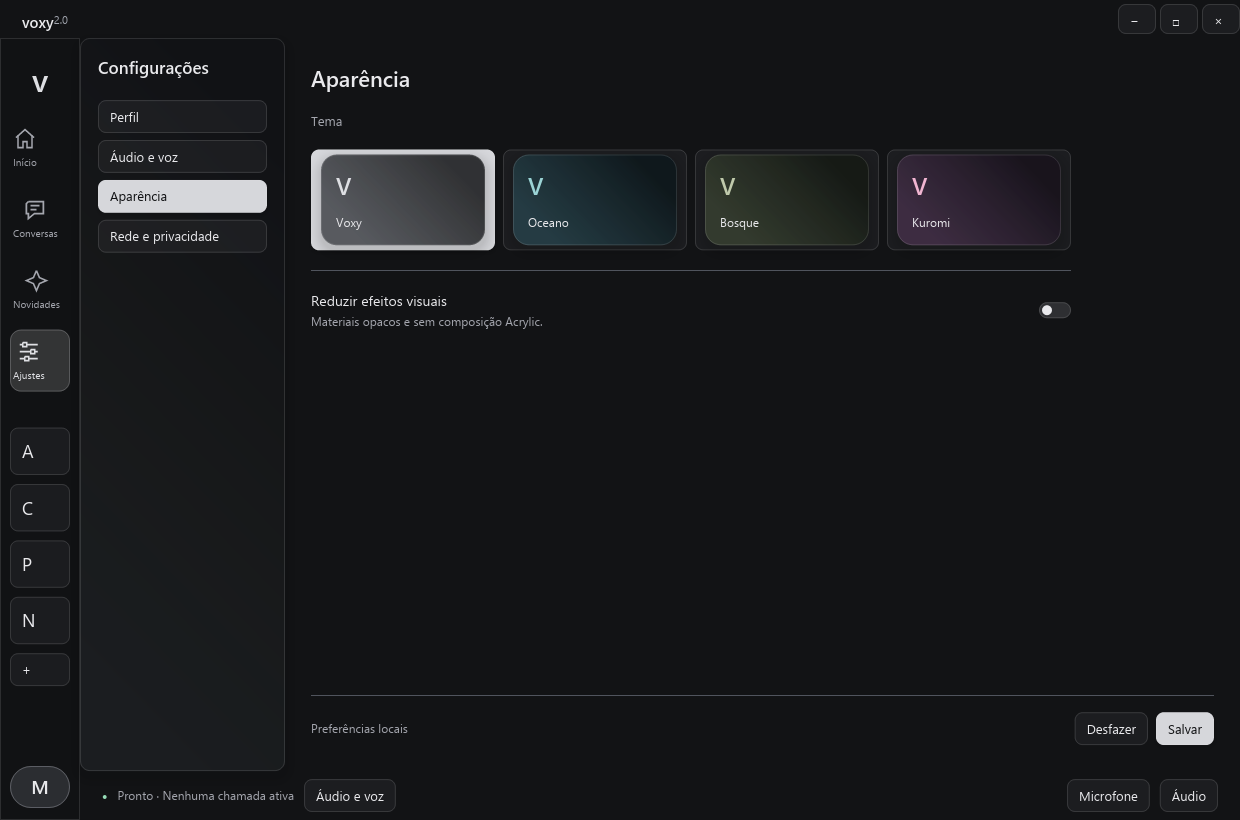 voxy2.0
V
Início
Conversas
Novidades
Ajustes
A
C
P
N
+
M
Configurações
Perfil
Áudio e voz
Aparência
Rede e privacidade
Aparência
Tema
V
Voxy
V
Oceano
V
Bosque
V
Kuromi
Reduzir efeitos visuais
Materiais opacos e sem composição Acrylic.
Preferências locais
Desfazer
Salvar
• Pronto · Nenhuma chamada ativa
Áudio e voz
Microfone
Áudio